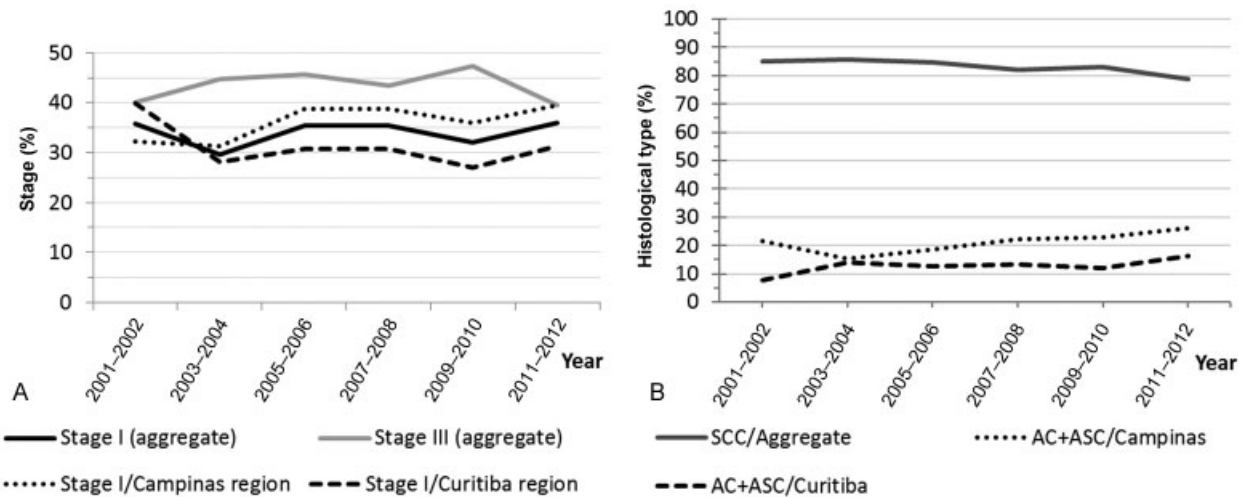 Stage (%)
50
40
30
20
10
0
2001–2002
2003–2004
2005–2006
2007–2008
2009–2010
2011–2012
Year
A
Stage I (aggregate)
Stage III (aggregate)
Stage I/Campinas region
Stage I/Curitiba region
Histological type (%)
100
90
80
70
60
50
40
30
20
10
0
2001–2002
2003–2004
2005–2006
2007–2008
2009–2010
2011–2012
Year
B
SCC/Aggregate
AC+ASC/Campinas
AC+ASC/Curitiba